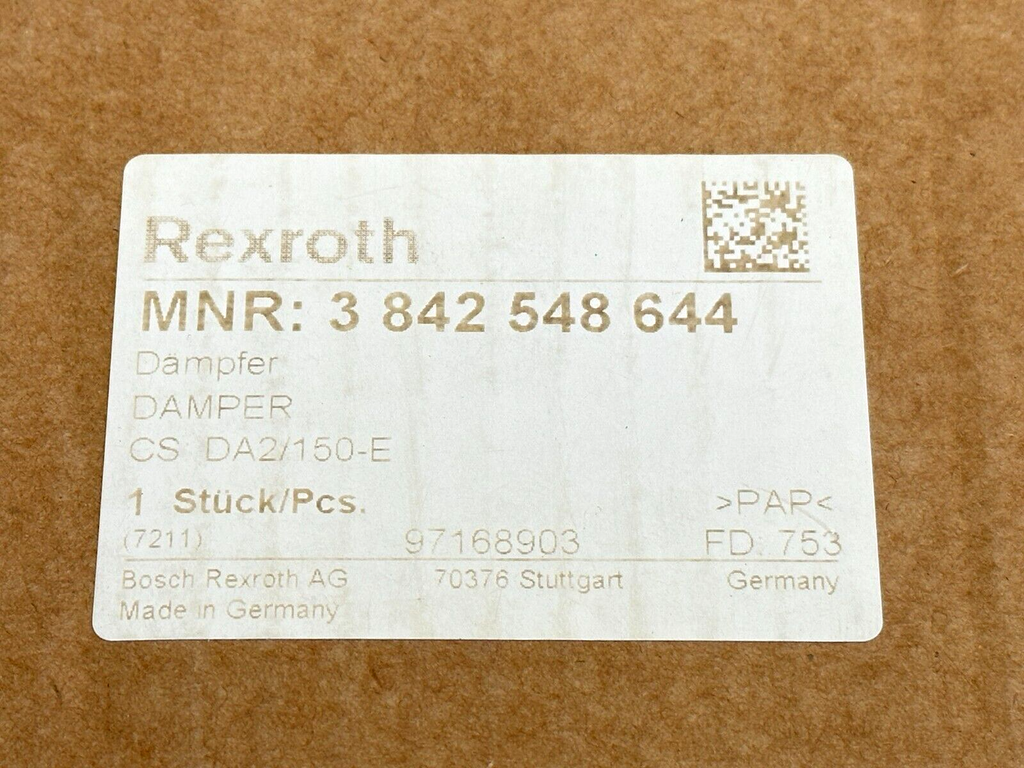 Rexroth
MNR: 3 842 548 644
Dämpfer
DAMPER
CS DA2/150-E
1 Stück/Pcs. >PAP<
(7211) 97168903 FD: 753
Bosch Rexroth AG 70376 Stuttgart Germany
Made in Germany